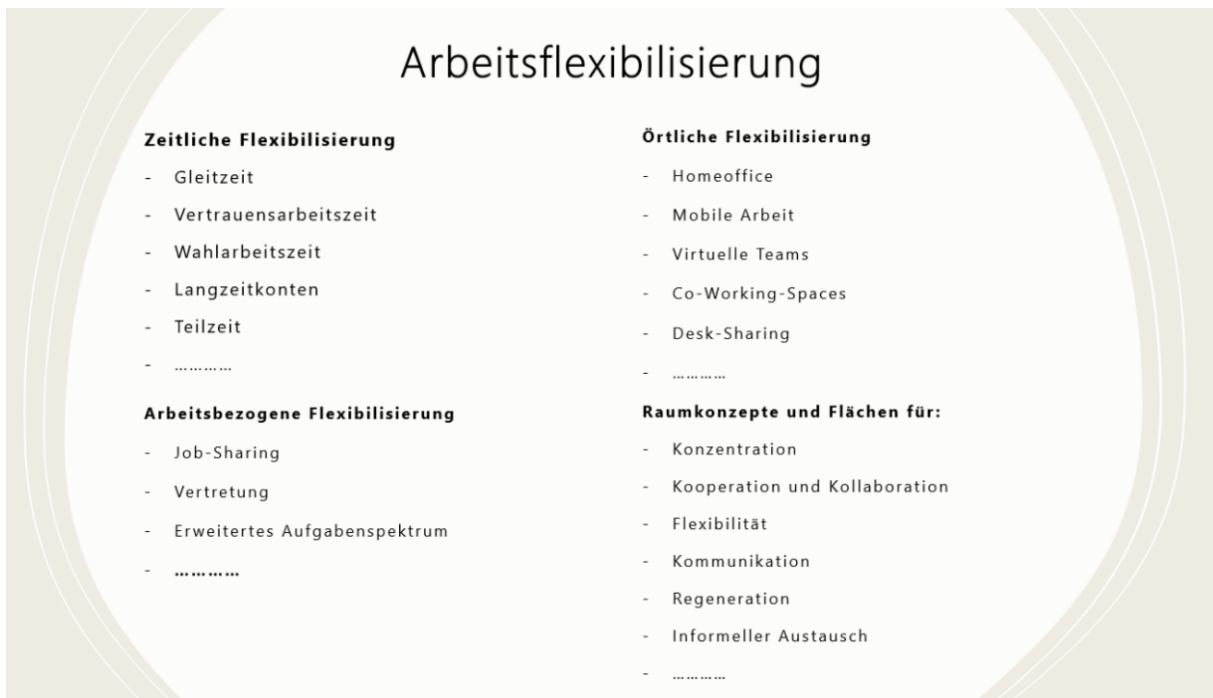 Arbeitsflexibilisierung
Zeitliche Flexibilisierung
- Gleitzeit
- Vertrauensarbeitszeit
- Wahlarbeitszeit
- Langzeitkonten
- Teilzeit
- …………
Arbeitsbezogene Flexibilisierung
- Job-Sharing
- Vertretung
- Erweitertes Aufgabenspektrum
- …………
Örtliche Flexibilisierung
- Homeoffice
- Mobile Arbeit
- Virtuelle Teams
- Co-Working-Spaces
- Desk-Sharing
- …………
Raumkonzepte und Flächen für:
- Konzentration
- Kooperation und Kollaboration
- Flexibilität
- Kommunikation
- Regeneration
- Informeller Austausch
- …………